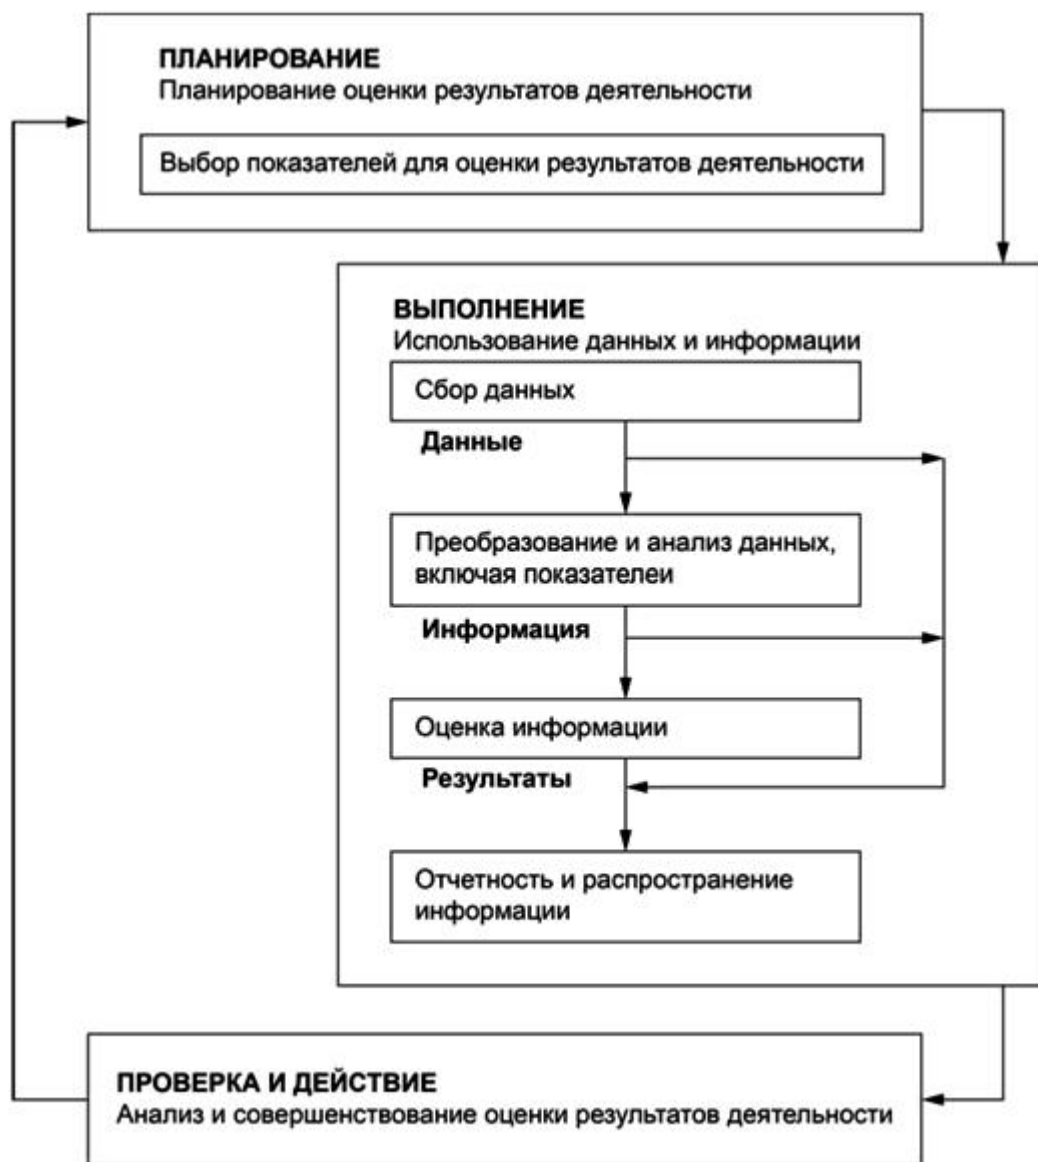 ПЛАНИРОВАНИЕ
Планирование оценки результатов деятельности
Выбор показателей для оценки результатов деятельности
ВЫПОЛНЕНИЕ
Использование данных и информации
Сбор данных
Данные
Преобразование и анализ данных,
включая показателеи
Информация
Оценка информации
Результаты
Отчетность и распространение
информации
ПРОВЕРКА И ДЕЙСТВИЕ
Анализ и совершенствование оценки результатов деятельности